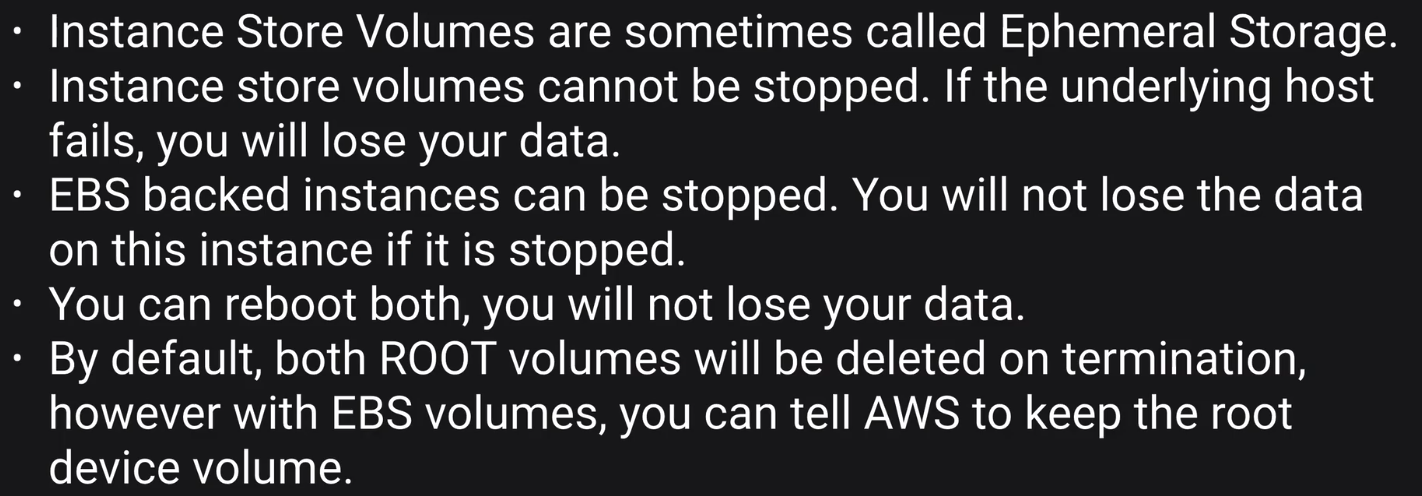 • Instance Store Volumes are sometimes called Ephemeral Storage.
• Instance store volumes cannot be stopped. If the underlying host
fails, you will lose your data.
• EBS backed instances can be stopped. You will not lose the data
on this instance if it is stopped.
• You can reboot both, you will not lose your data.
• By default, both ROOT volumes will be deleted on termination,
however with EBS volumes, you can tell AWS to keep the root
device volume.